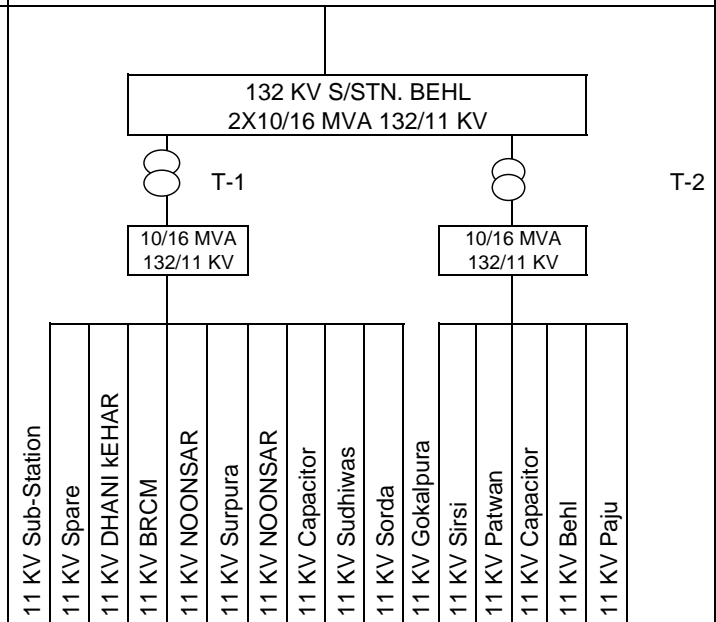 132 KV S/STN. BEHL
2X10/16 MVA 132/11 KV
T-1
T-2
10/16 MVA
132/11 KV
10/16 MVA
132/11 KV
11 KV Sub-Station
11 KV Spare
11 KV DHANI kEHAR
11 KV BRCM
11 KV NOONSAR
11 KV Surpura
11 KV NOONSAR
11 KV Capacitor
11 KV Sudhiwas
11 KV Sorda
11 KV Gokalpura
11 KV Sirsi
11 KV Patwan
11 KV Capacitor
11 KV Behl
11 KV Paju